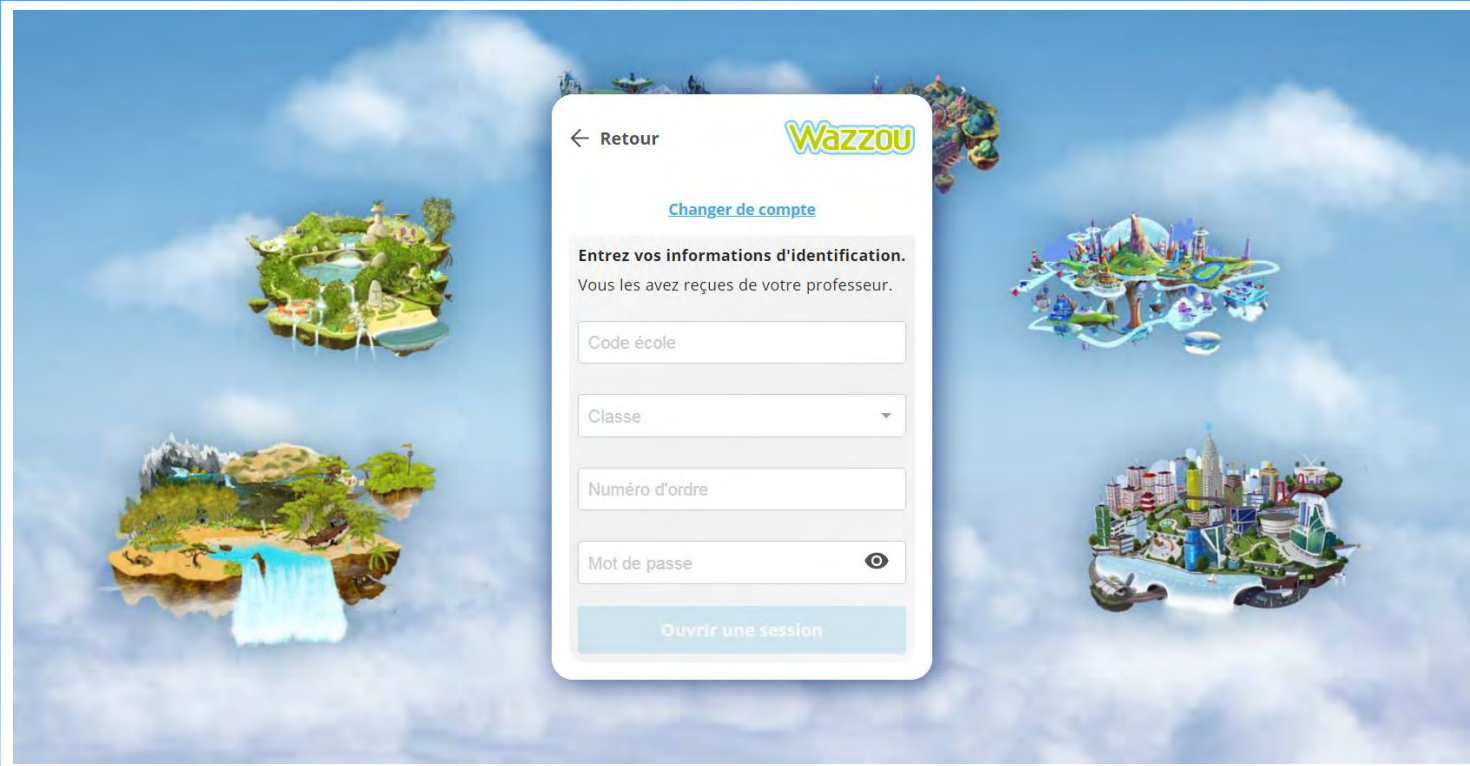 Retour
Wazzou
Changer de compte
Entrez vos informations d'identification.
Vous les avez reçues de votre professeur.
Code école
Classe
Numéro d'ordre
Mot de passe
Ouvrir une session